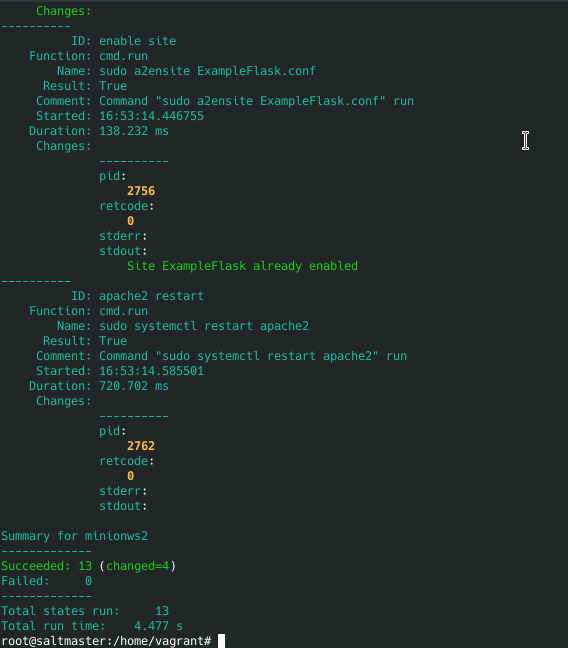 Changes:
----------
ID: enable site
Function: cmd.run
Name: sudo a2ensite ExampleFlask.conf
Result: True
Comment: Command "sudo a2ensite ExampleFlask.conf" run
Started: 16:53:14.446755
Duration: 138.232 ms
Changes:
----------
pid:
2756
retcode:
0
stderr:
stdout:
Site ExampleFlask already enabled
----------
ID: apache2 restart
Function: cmd.run
Name: sudo systemctl restart apache2
Result: True
Comment: Command "sudo systemctl restart apache2" run
Started: 16:53:14.585501
Duration: 720.702 ms
Changes:
----------
pid:
2762
retcode:
0
stderr:
stdout:
Summary for minionws2
-------------
Succeeded: 13 (changed=4)
Failed: 0
-------------
Total states run: 13
Total run time: 4.477 s
root@saltmaster:/home/vagrant#